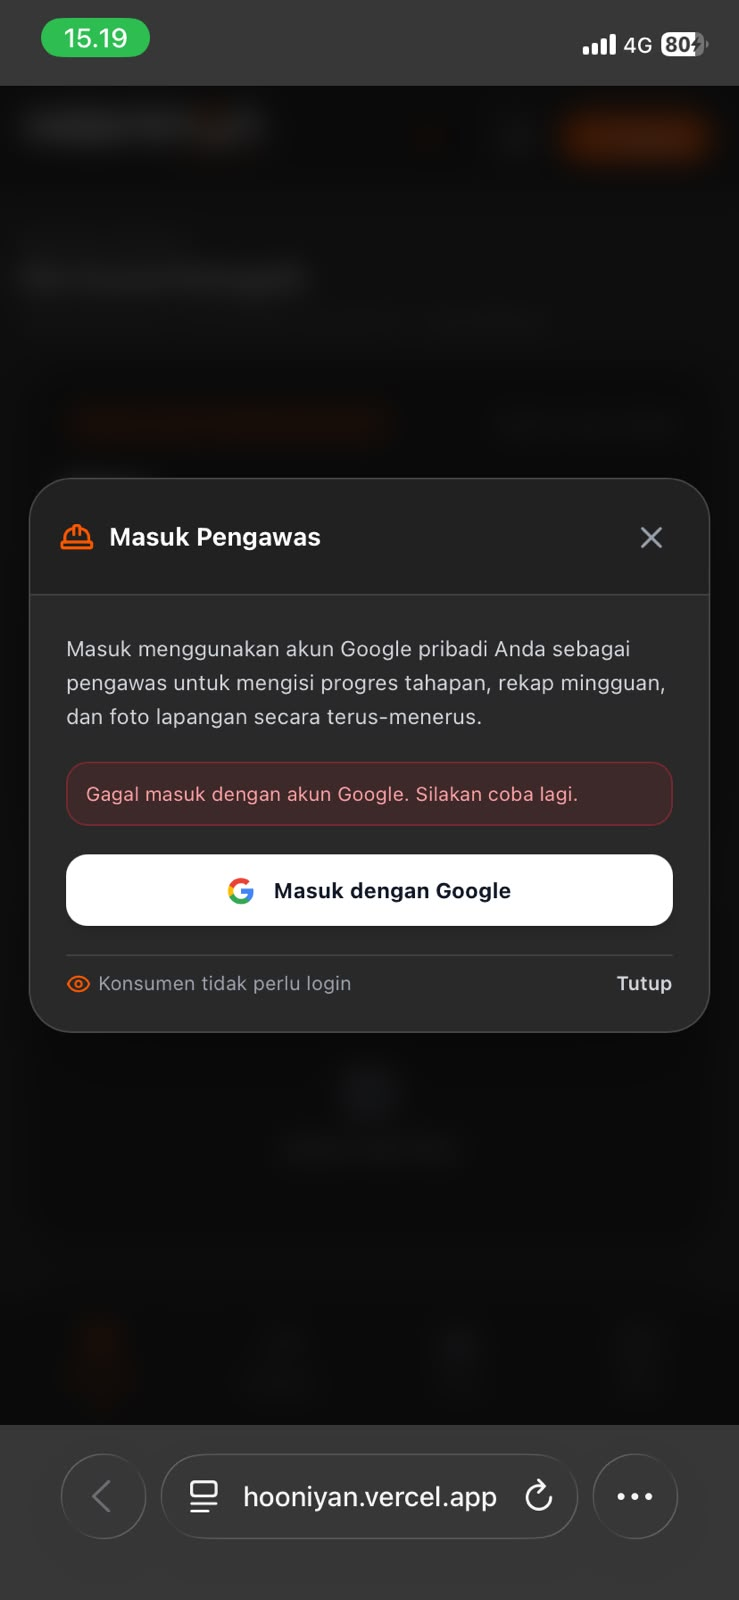 15.19
4G
80
Masuk Pengawas
Masuk menggunakan akun Google pribadi Anda sebagai
pengawas untuk mengisi progres tahapan, rekap mingguan,
dan foto lapangan secara terus-menerus.
Gagal masuk dengan akun Google. Silakan coba lagi.
Masuk dengan Google
Konsumen tidak perlu login
Tutup
hooniyan.vercel.app